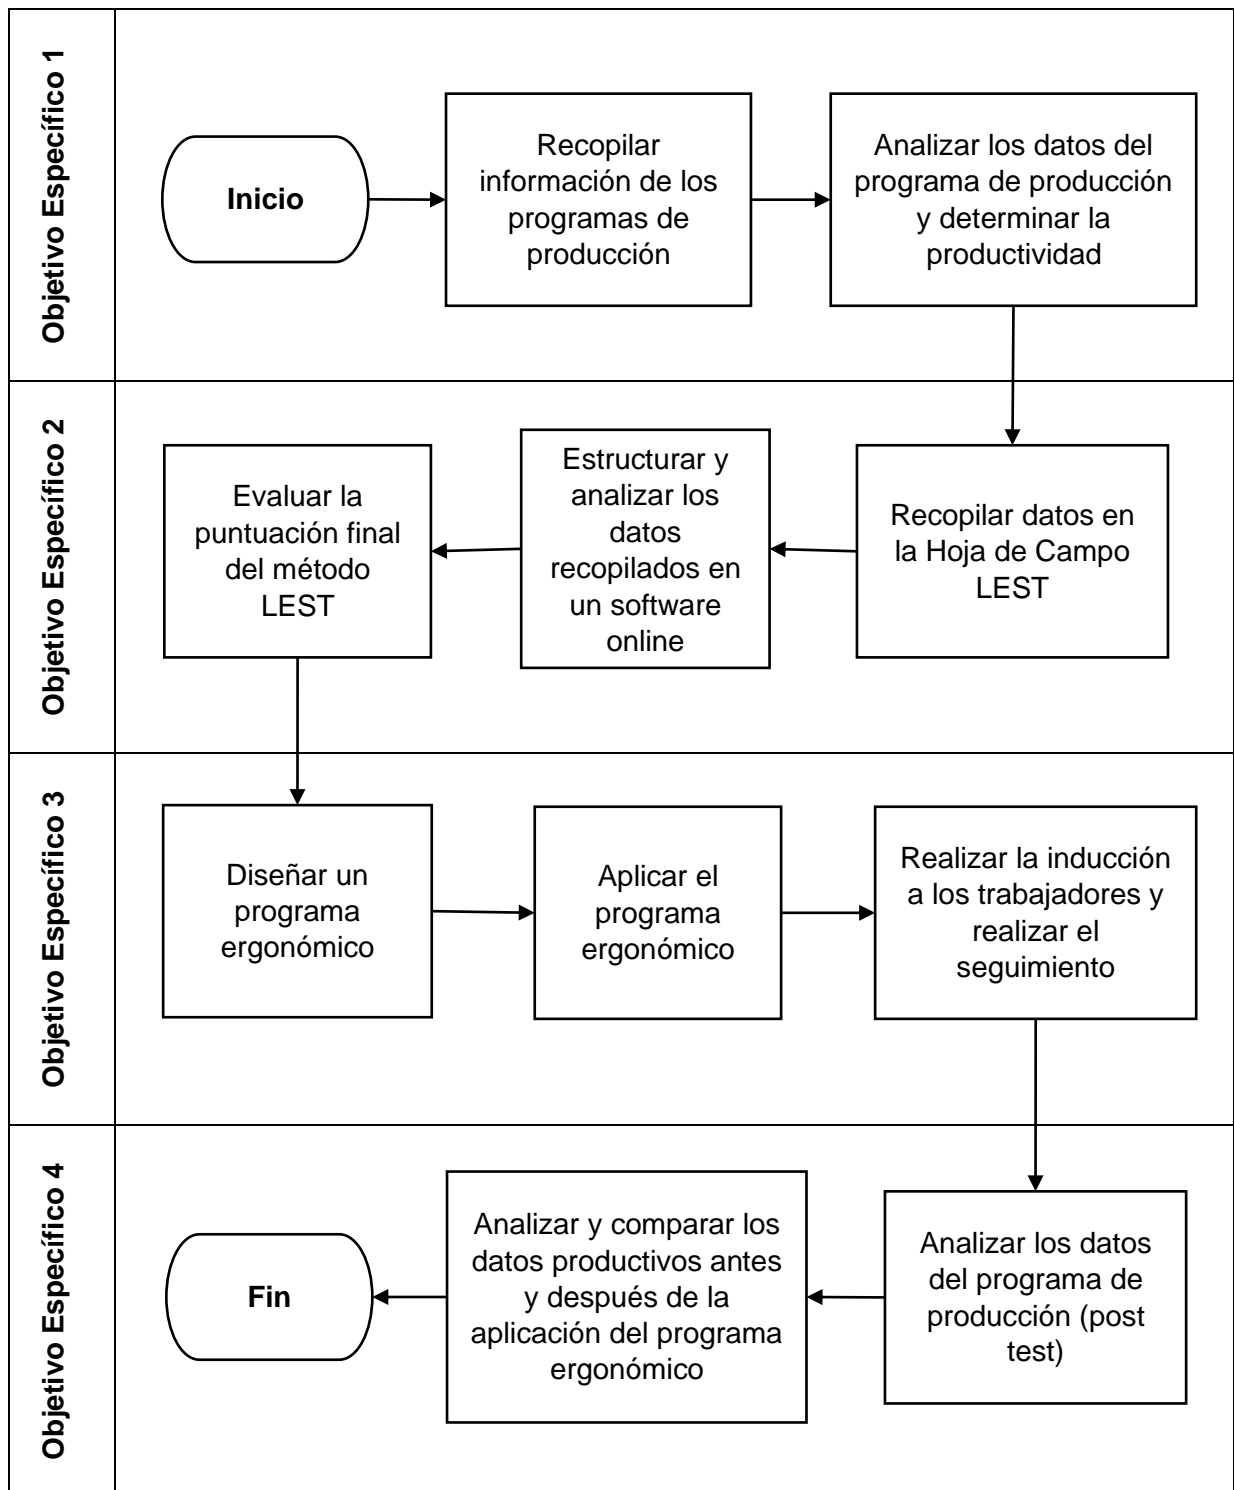 Objetivo Específico 1
Inicio
Recopilar
información de los
programas de
producción
Analizar los datos del
programa de producción
y determinar la
productividad
Objetivo Específico 2
Recopilar datos en
la Hoja de Campo
LEST
Estructurar y
analizar los
datos
recopilados en
un software
online
Evaluar la
puntuación final
del método
LEST
Objetivo Específico 3
Diseñar un
programa
ergonómico
Aplicar el
programa
ergonómico
Realizar la inducción
a los trabajadores y
realizar el
seguimiento
Objetivo Específico 4
Analizar los datos
del programa de
producción (post
test)
Analizar y comparar los
datos productivos antes
y después de la
aplicación del programa
ergonómico
Fin